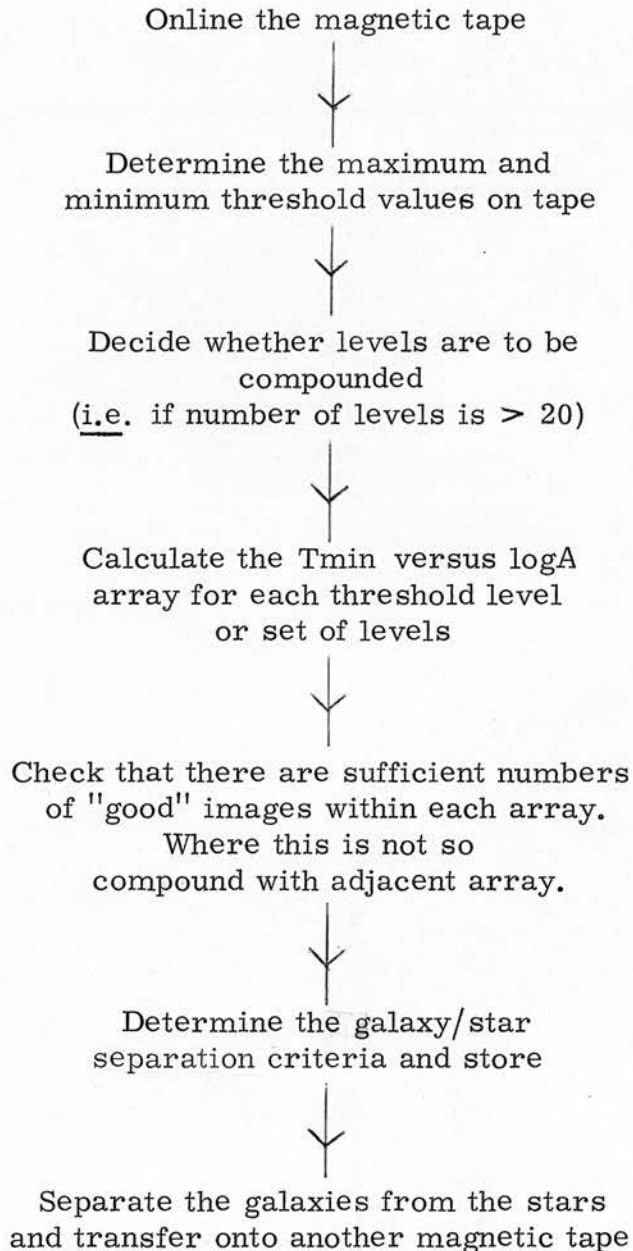 Online the magnetic tape
Determine the maximum and
minimum threshold values on tape
Decide whether levels are to be
compounded
(i.e. if number of levels is > 20)
Calculate the Tmin versus logA
array for each threshold level
or set of levels
Check that there are sufficient numbers
of "good" images within each array.
Where this is not so
compound with adjacent array.
Determine the galaxy/star
separation criteria and store
Separate the galaxies from the stars
and transfer onto another magnetic tape